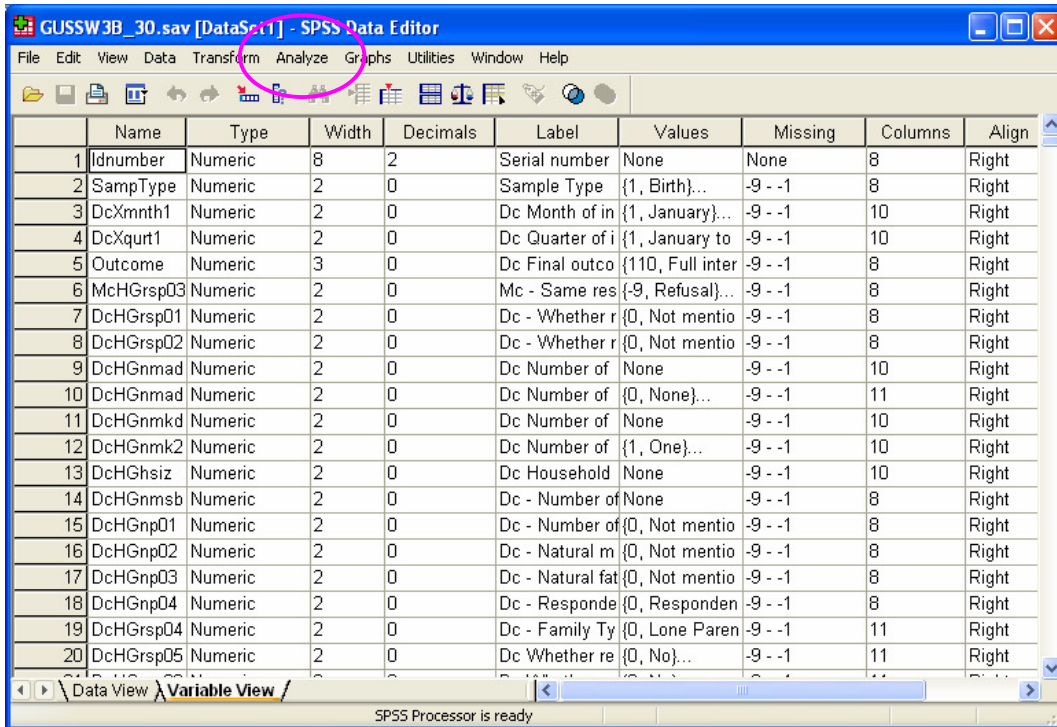 GUSSW3B_30.sav [DataSet1] - SPSS Data Editor
File Edit View Data Transform Analyze Graphs Utilities Window Help
Name Type Width Decimals Label Values Missing Columns Align
1 Idnumber Numeric 8 2 Serial number None None 8 Right
2 SampType Numeric 2 0 Sample Type {1, Birth}... -9 - -1 8 Right
3 DcXmnth1 Numeric 2 0 Dc Month of in {1, January}... -9 - -1 10 Right
4 DcXqurt1 Numeric 2 0 Dc Quarter of i {1, January to -9 - -1 10 Right
5 Outcome Numeric 3 0 Dc Final outco {110, Full inter -9 - -1 8 Right
6 McHGrsp03 Numeric 2 0 Mc - Same res {-9, Refusal}... -9 - -1 8 Right
7 DcHGrsp01 Numeric 2 0 Dc - Whether r {0, Not mentio -9 - -1 8 Right
8 DcHGrsp02 Numeric 2 0 Dc - Whether r {0, Not mentio -9 - -1 8 Right
9 DcHGnmad Numeric 2 0 Dc Number of None -9 - -1 10 Right
10 DcHGnmad Numeric 2 0 Dc Number of {0, None}... -9 - -1 11 Right
11 DcHGnmkd Numeric 2 0 Dc Number of None -9 - -1 10 Right
12 DcHGnmk2 Numeric 2 0 Dc Number of {1, One}... -9 - -1 10 Right
13 DcHGhsiz Numeric 2 0 Dc Household None -9 - -1 10 Right
14 DcHGnmsb Numeric 2 0 Dc - Number of None -9 - -1 8 Right
15 DcHGnp01 Numeric 2 0 Dc - Number of {0, Not mentio -9 - -1 8 Right
16 DcHGnp02 Numeric 2 0 Dc - Natural m {0, Not mentio -9 - -1 8 Right
17 DcHGnp03 Numeric 2 0 Dc - Natural fat {0, Not mentio -9 - -1 8 Right
18 DcHGnp04 Numeric 2 0 Dc - Responde {0, Responden -9 - -1 8 Right
19 DcHGrsp04 Numeric 2 0 Dc - Family Ty {0, Lone Paren -9 - -1 11 Right
20 DcHGrsp05 Numeric 2 0 Dc Whether re {0, No}... -9 - -1 11 Right
Data View Variable View
SPSS Processor is ready